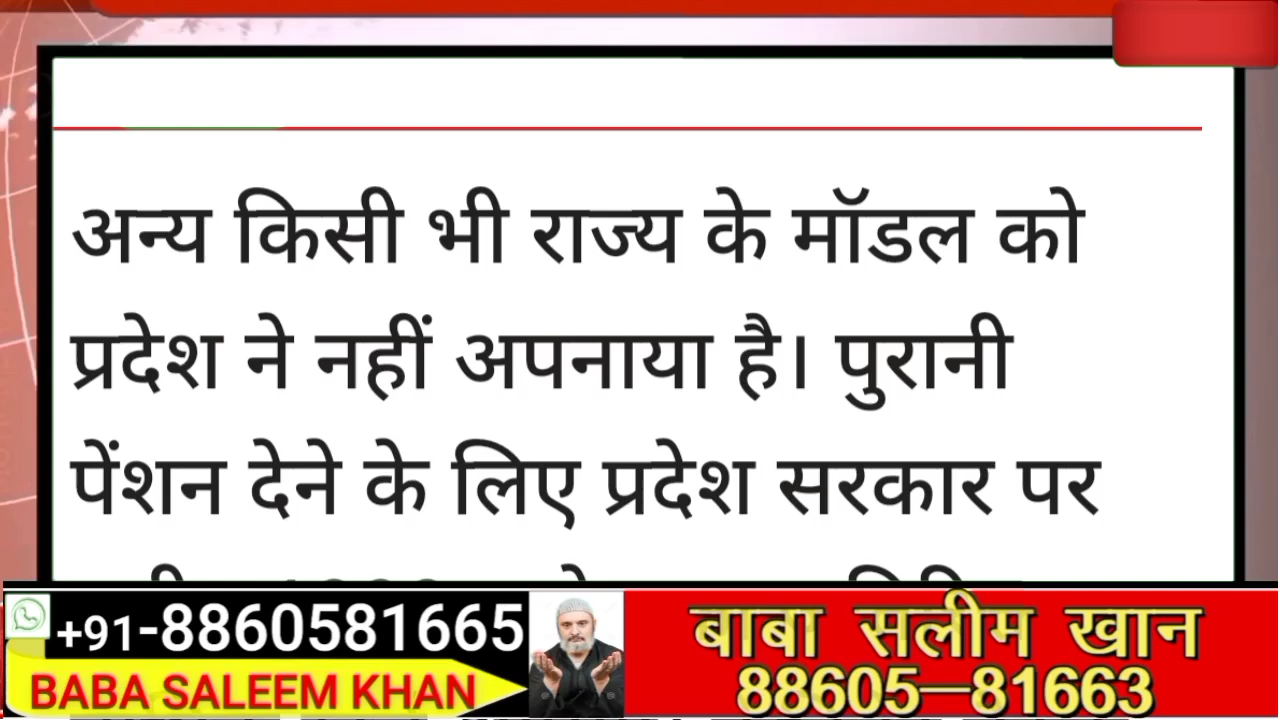 अन्य किसी भी राज्य के मॉडल को
प्रदेश ने नहीं अपनाया है। पुरानी
पेंशन देने के लिए प्रदेश सरकार पर
+91-8860581665
BABA SALEEM KHAN
बाबा सलीम खान
88605–81663